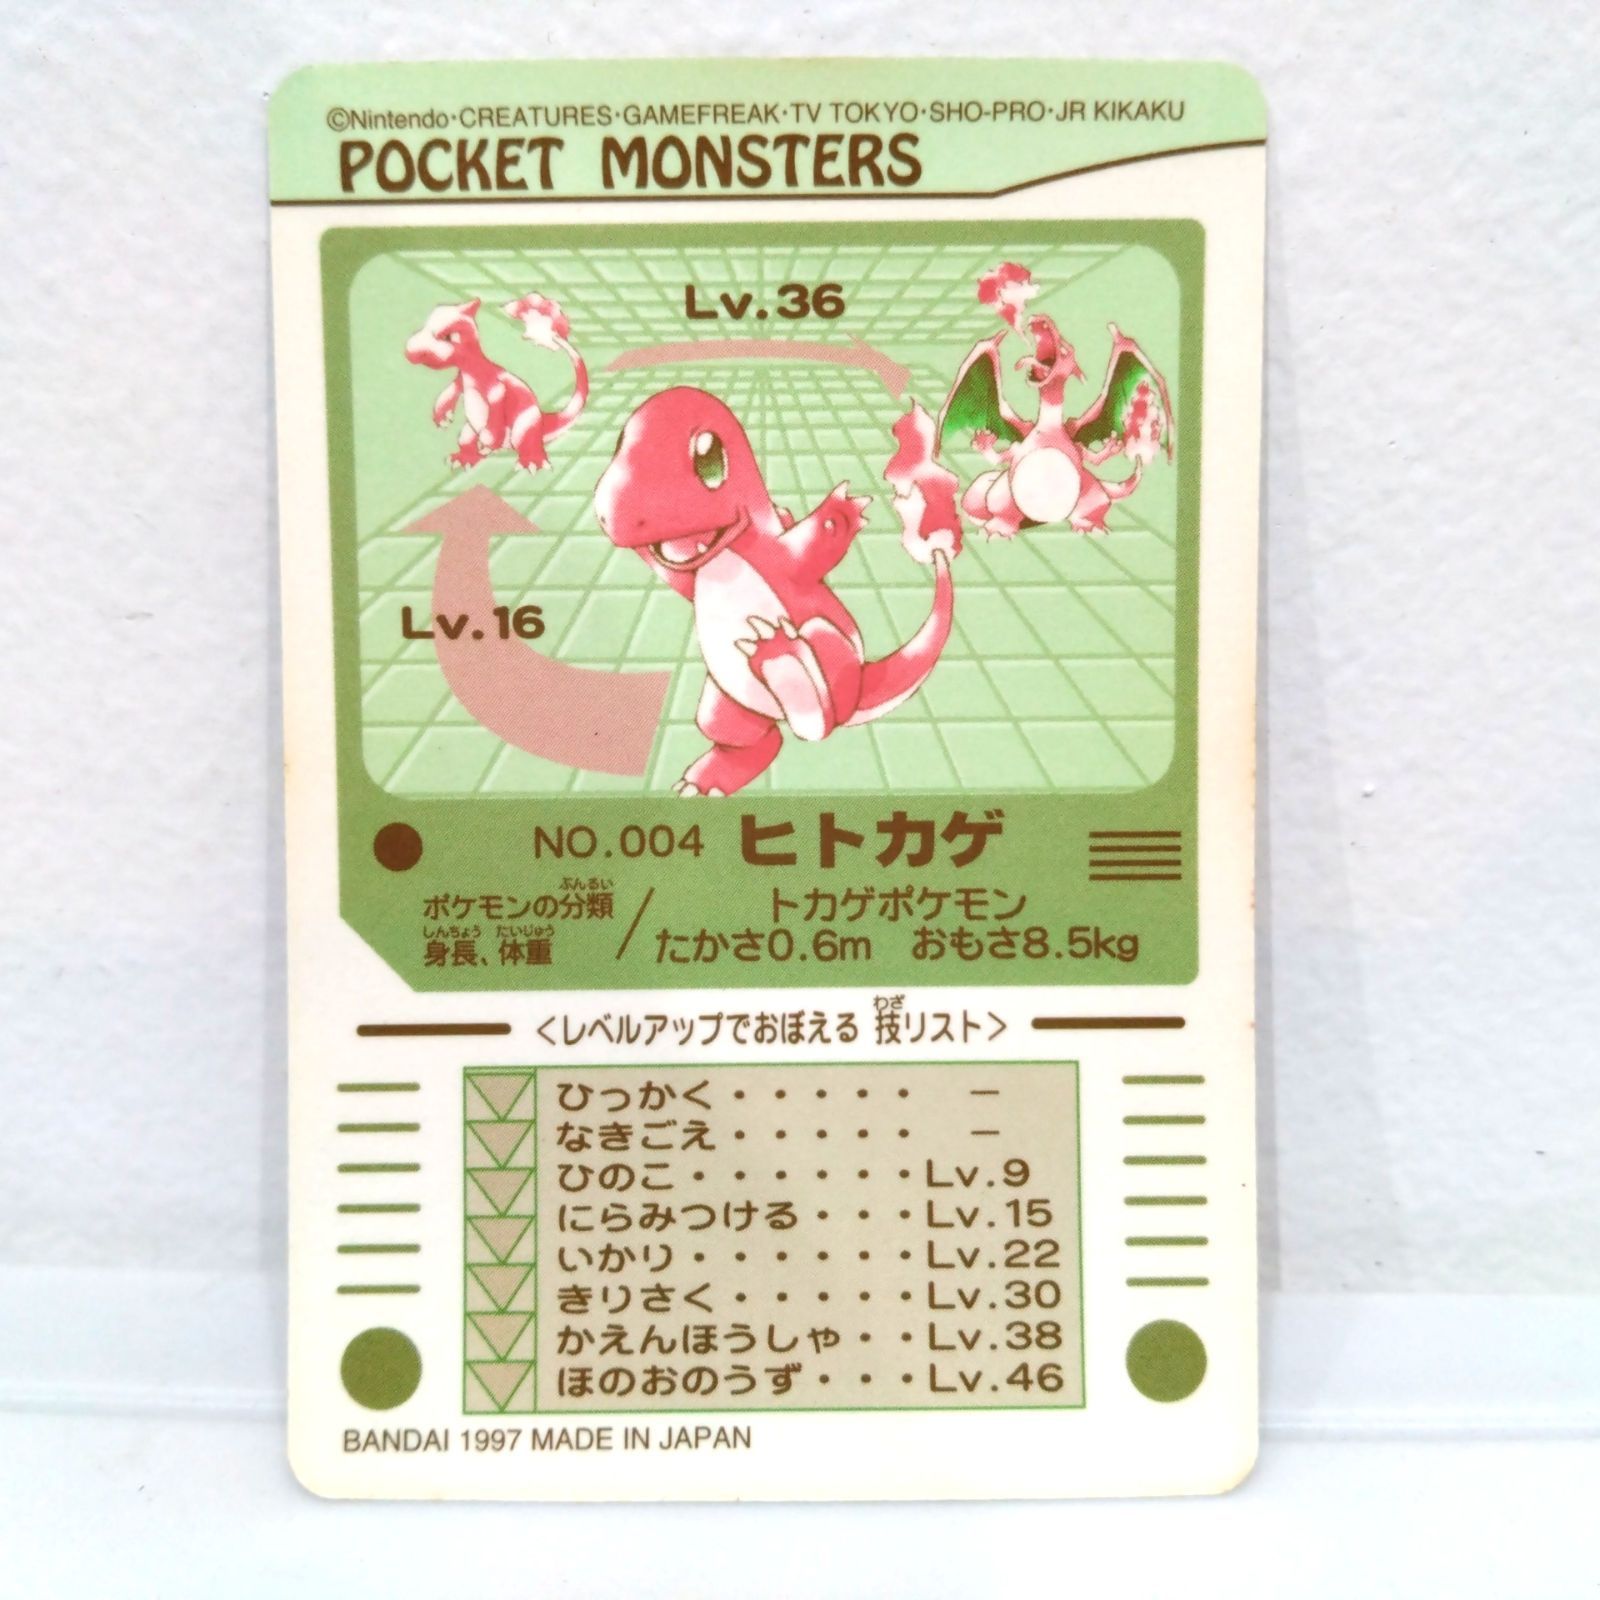 ©Nintendo・CREATURES・GAMEFREAK・TV TOKYO・SHO-PRO・JR KIKAKU
POCKET MONSTERS
Lv.36
Lv.16
NO.004 ヒトカゲ
ポケモンの分類 ぶんるい / トカゲポケモン
身長、体重 しんちょう たいじゅう / たかさ0.6m おもさ8.5kg
<レベルアップでおぼえる 技リスト> わざ
ひっかく・・・・・ －
なきごえ・・・・・ －
ひのこ・・・・・・Lv.9
にらみつける・・・Lv.15
いかり・・・・・・Lv.22
きりさく・・・・・Lv.30
かえんほうしゃ・・Lv.38
ほのおのうず・・・Lv.46
BANDAI 1997 MADE IN JAPAN